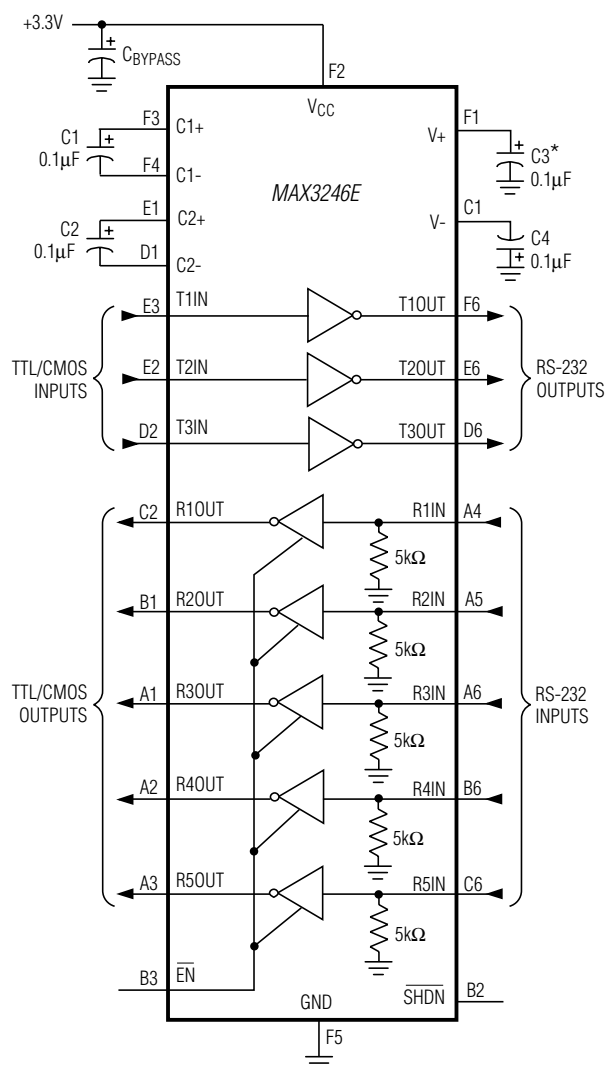 +3.3V
CBYPASS
F2
VCC
F3
C1+
C1
0.1µF
F4
C1-
E1
C2+
C2
0.1µF
D1
C2-
MAX3246E
F1
V+
C3*
0.1µF
C1
V-
C4
0.1µF
TTL/CMOS
INPUTS
E3 T1IN T1OUT F6
E2 T2IN T2OUT E6
D2 T3IN T3OUT D6
RS-232
OUTPUTS
C2 R1OUT R1IN A4
5kΩ
B1 R2OUT R2IN A5
5kΩ
TTL/CMOS
OUTPUTS
A1 R3OUT R3IN A6
5kΩ
RS-232
INPUTS
A2 R4OUT R4IN B6
5kΩ
A3 R5OUT R5IN C6
5kΩ
B3 EN
GND
SHDN B2
F5